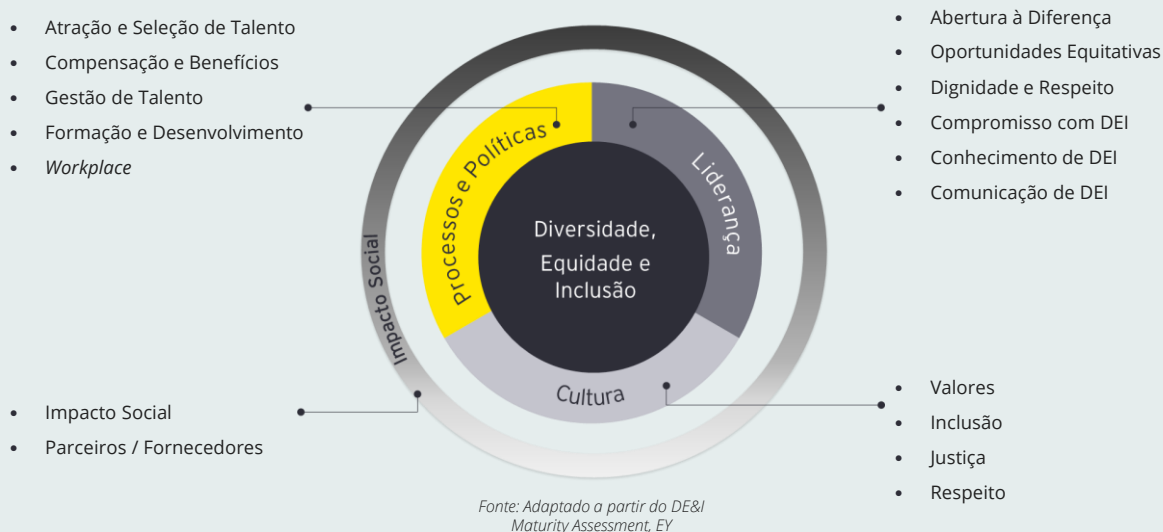 Atração e Seleção de Talento
Compensação e Benefícios
Gestão de Talento
Formação e Desenvolvimento
Workplace
Abertura à Diferença
Oportunidades Equitativas
Dignidade e Respeito
Compromisso com DEI
Conhecimento de DEI
Comunicação de DEI
Processos e Políticas
Liderança
Diversidade,
Equidade e
Inclusão
Impacto Social
Cultura
Impacto Social
Parceiros / Fornecedores
Valores
Inclusão
Justiça
Respeito
Fonte: Adaptado a partir do DE&I
Maturity Assessment, EY